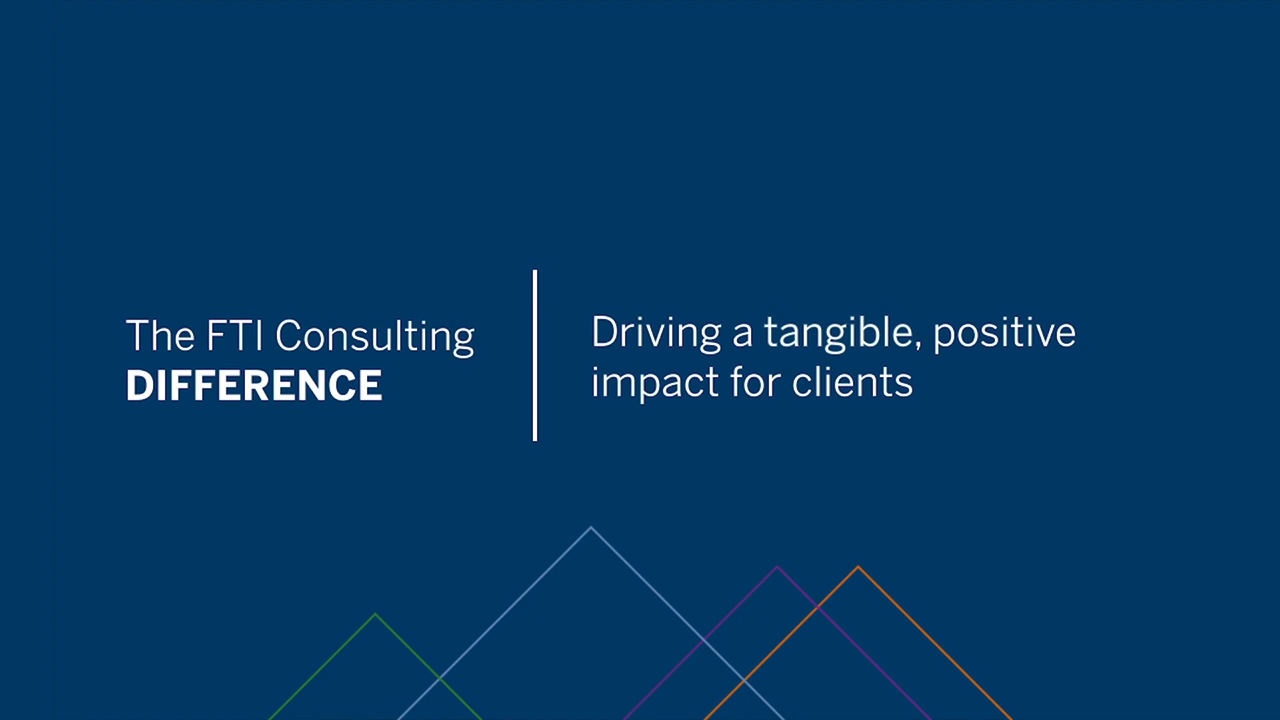 The FTI Consulting
DIFFERENCE
Driving a tangible, positive
impact for clients